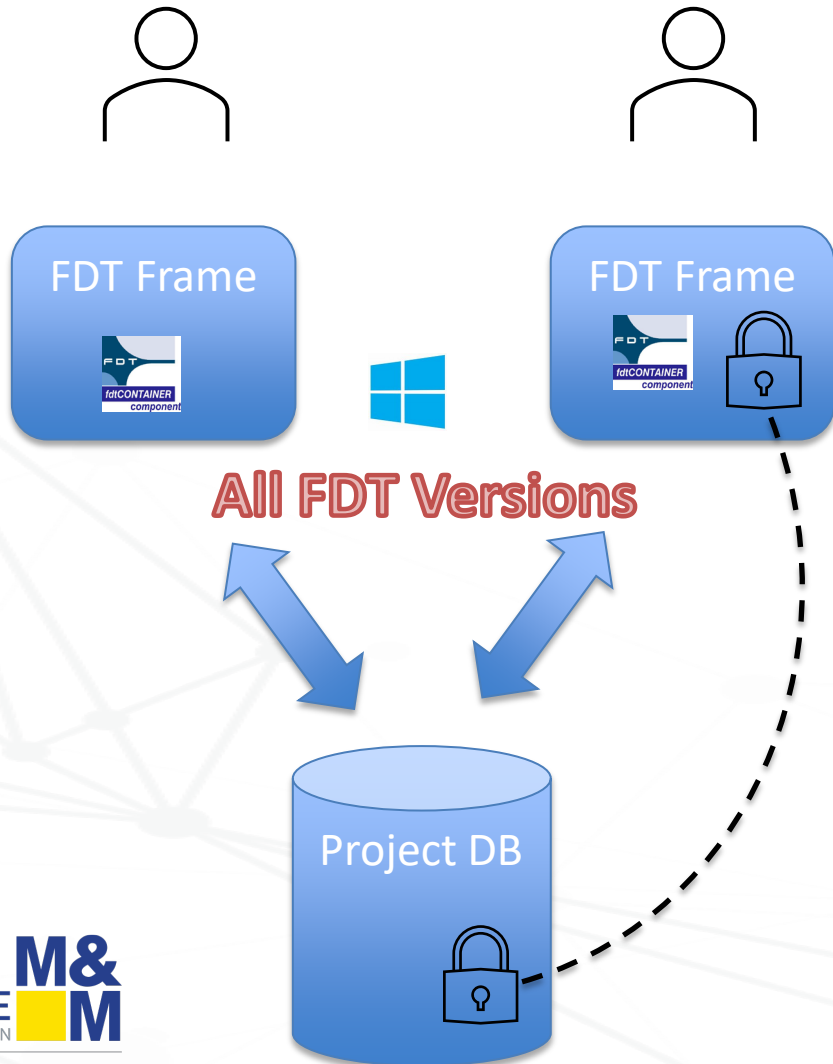 FDT Frame
FDT
fdtCONTAINER
component
FDT Frame
FDT
fdtCONTAINER
component
All FDT Versions
Project DB
M&
E M
N